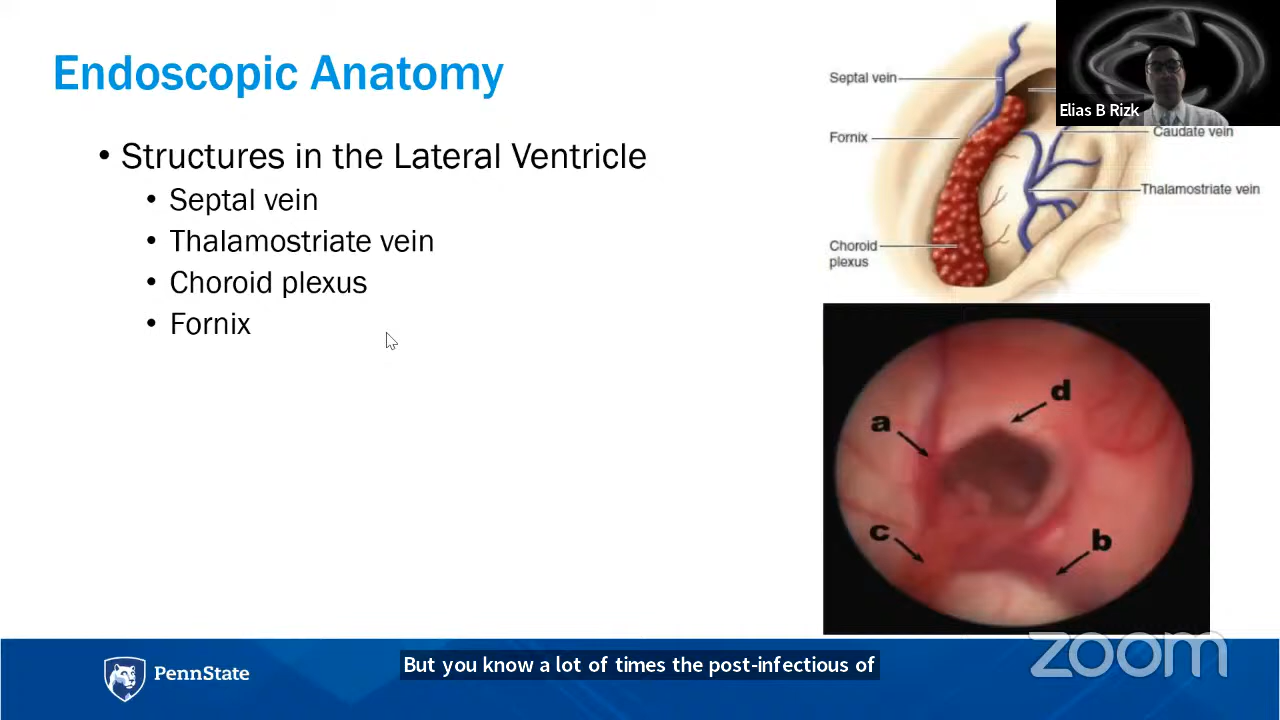 Endoscopic Anatomy
• Structures in the Lateral Ventricle
• Septal vein
• Thalamostriate vein
• Choroid plexus
• Fornix
Septal vein
Fornix
Choroid
plexus
Elias B Rizk
Caudate vein
Thalamostriate vein
a
d
c
b
PennState
But you know a lot of times the post-infectious of
zoom